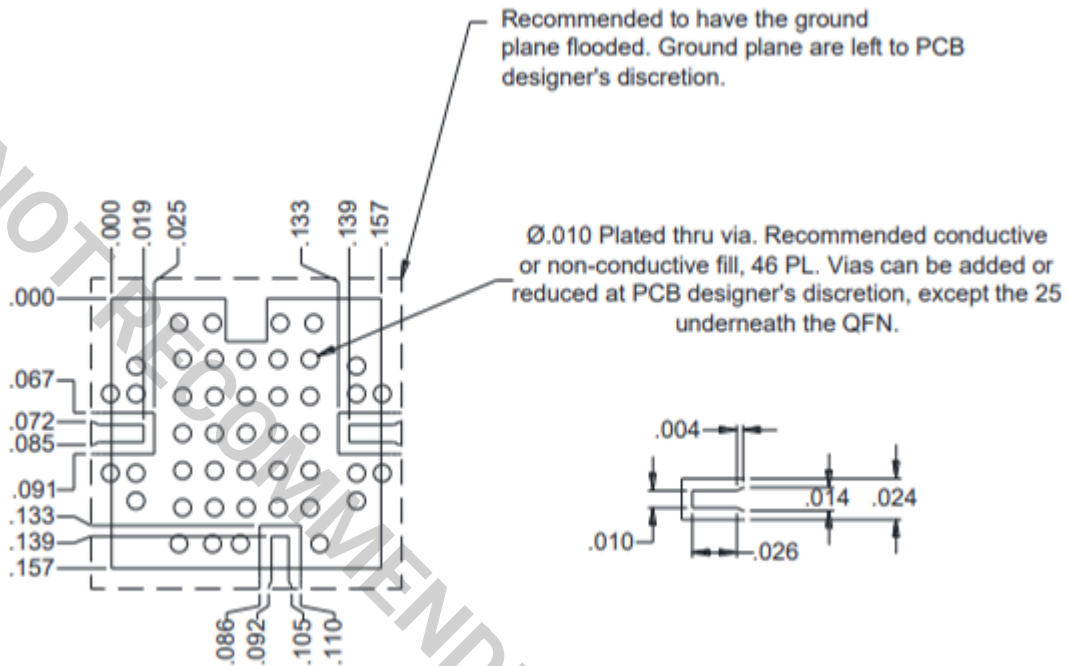 Recommended to have the ground
plane flooded. Ground plane are left to PCB
designer's discretion.
.000
.019
.025
.133
.139
.157
Ø.010 Plated thru via. Recommended conductive
or non-conductive fill, 46 PL. Vias can be added or
reduced at PCB designer's discretion, except the 25
underneath the QFN.
.000
.067
.072
.085
.091
.133
.139
.157
.086
.092
.105
.110
.004
.014
.024
.010
.026
NOT RECOMMEND